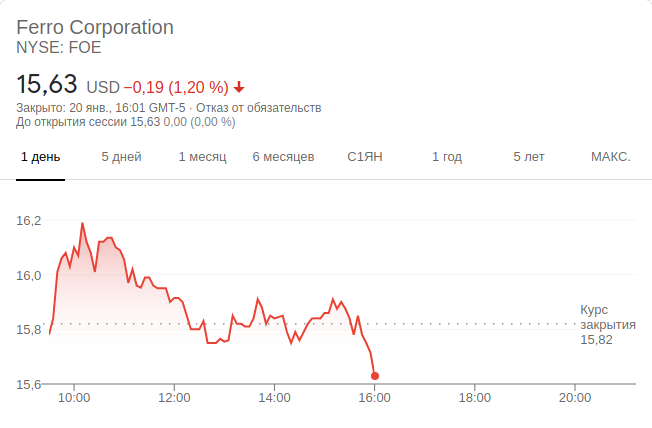 Ferro Corporation
NYSE: FOE
15,63 USD −0,19 (1,20 %)
Закрыто: 20 янв., 16:01 GMT-5 · Отказ от обязательств
До открытия сессии 15,63 0,00 (0,00 %)
1 день 5 дней 1 месяц 6 месяцев С1ЯН 1 год 5 лет МАКС.
16,2
16,0
15,8
15,6
Курс
закрытия
15,82
10:00 12:00 14:00 16:00 18:00 20:00